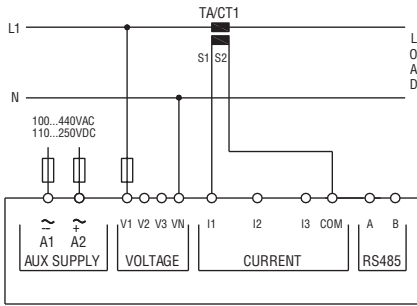 TA/CT1
L1
S1 S2
LOAD
N
100...440VAC
110...250VDC
~ ~
– +
V1 V2 V3 VN I1 I2 I3 COM A B
A1 A2
AUX SUPPLY VOLTAGE CURRENT RS485